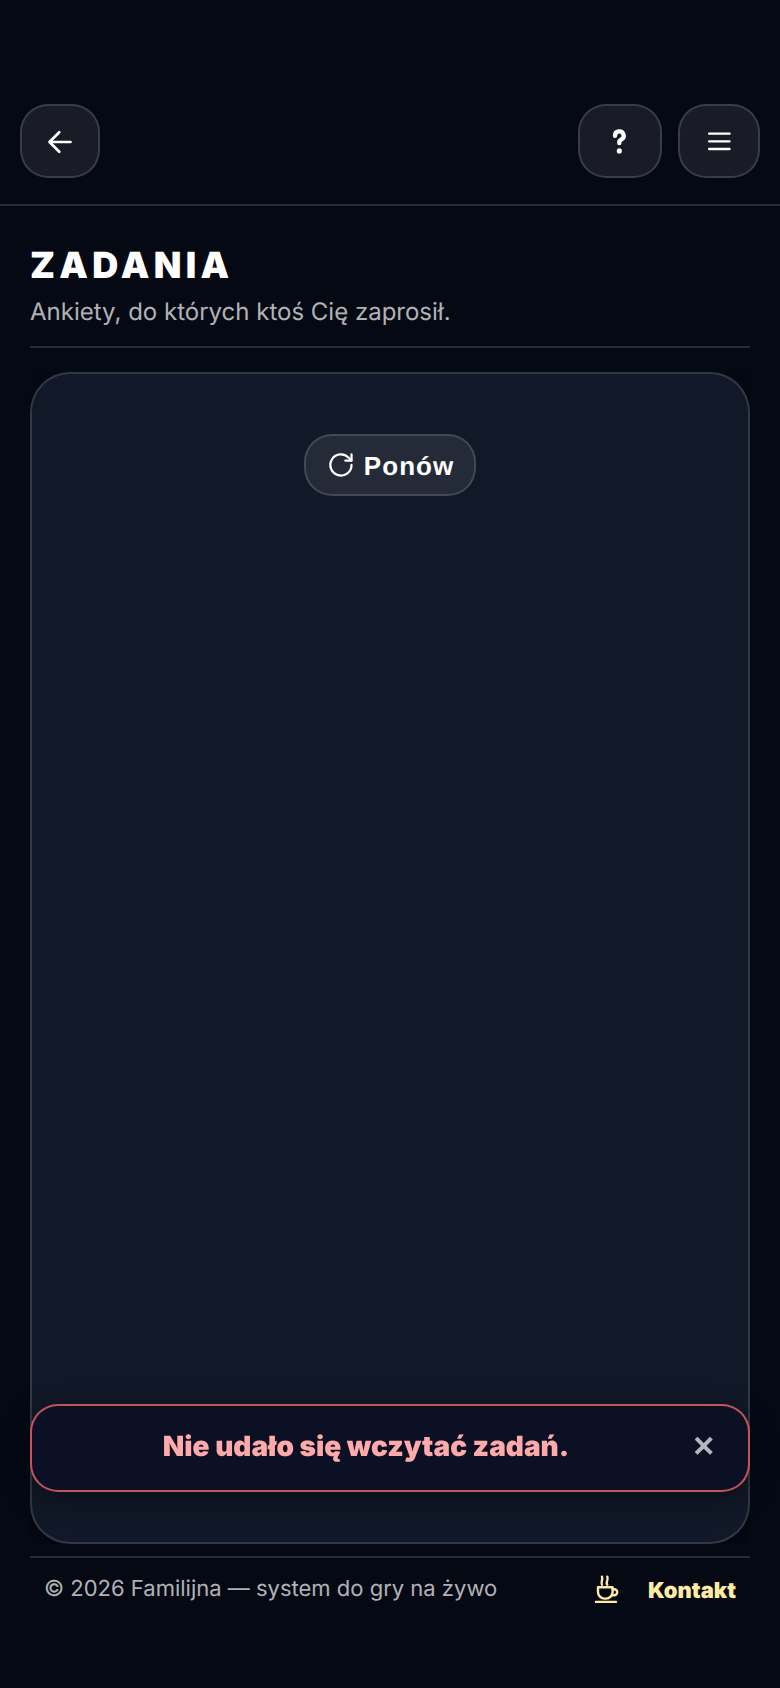 ?
ZADANIA
Ankiety, do których ktoś Cię zaprosił.
Ponów
Nie udało się wczytać zadań.
© 2026 Familijna — system do gry na żywo
Kontakt